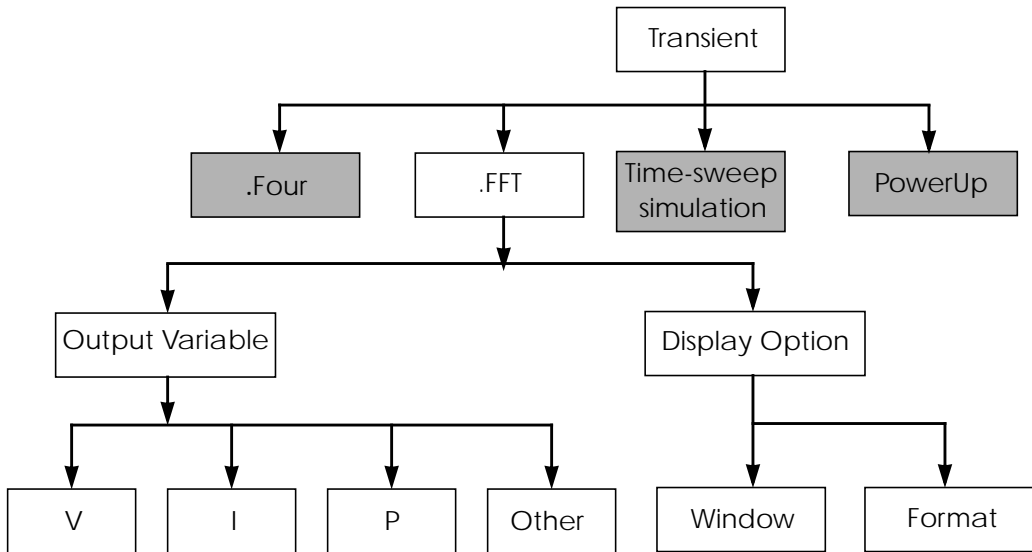 Transient
.Four
.FFT
Time-sweep
simulation
PowerUp
Output Variable
Display Option
V
I
P
Other
Window
Format